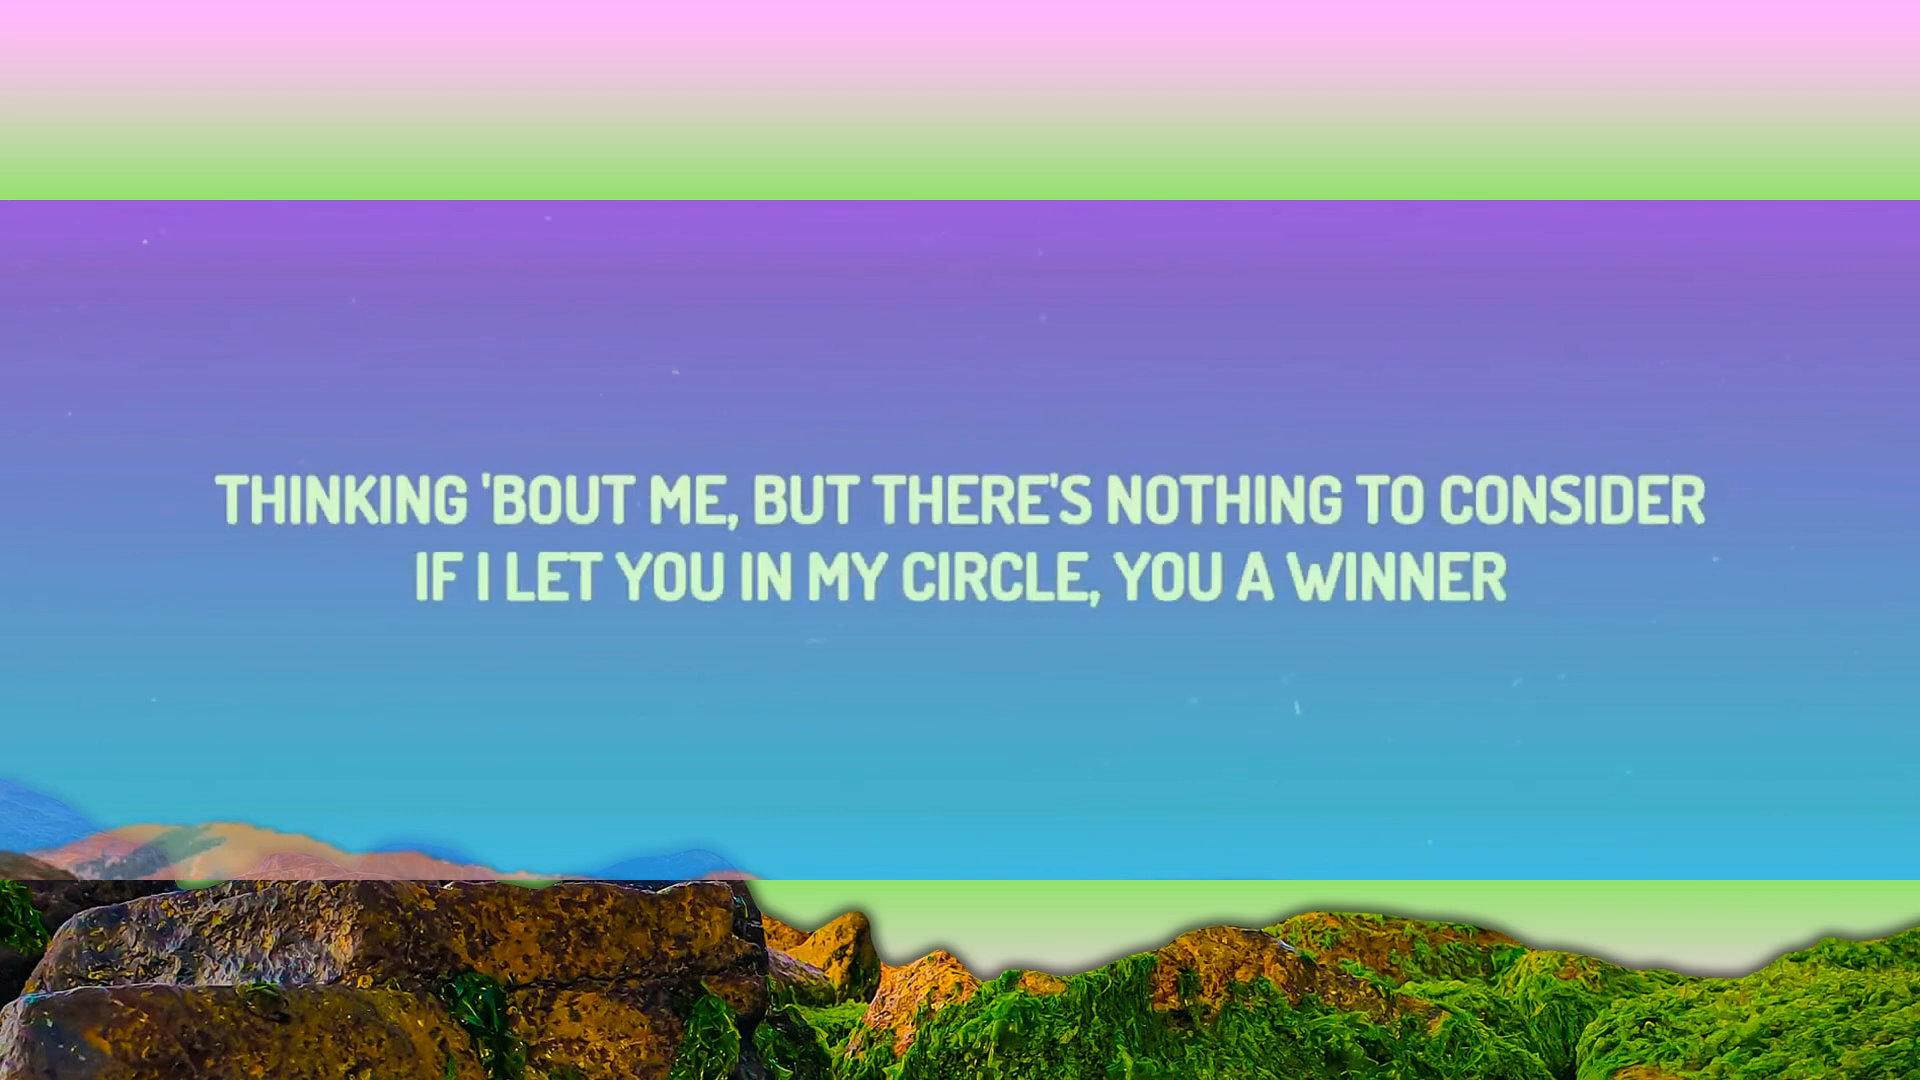 THINKING 'BOUT ME, BUT THERE'S NOTHING TO CONSIDER
IF I LET YOU IN MY CIRCLE, YOU A WINNER